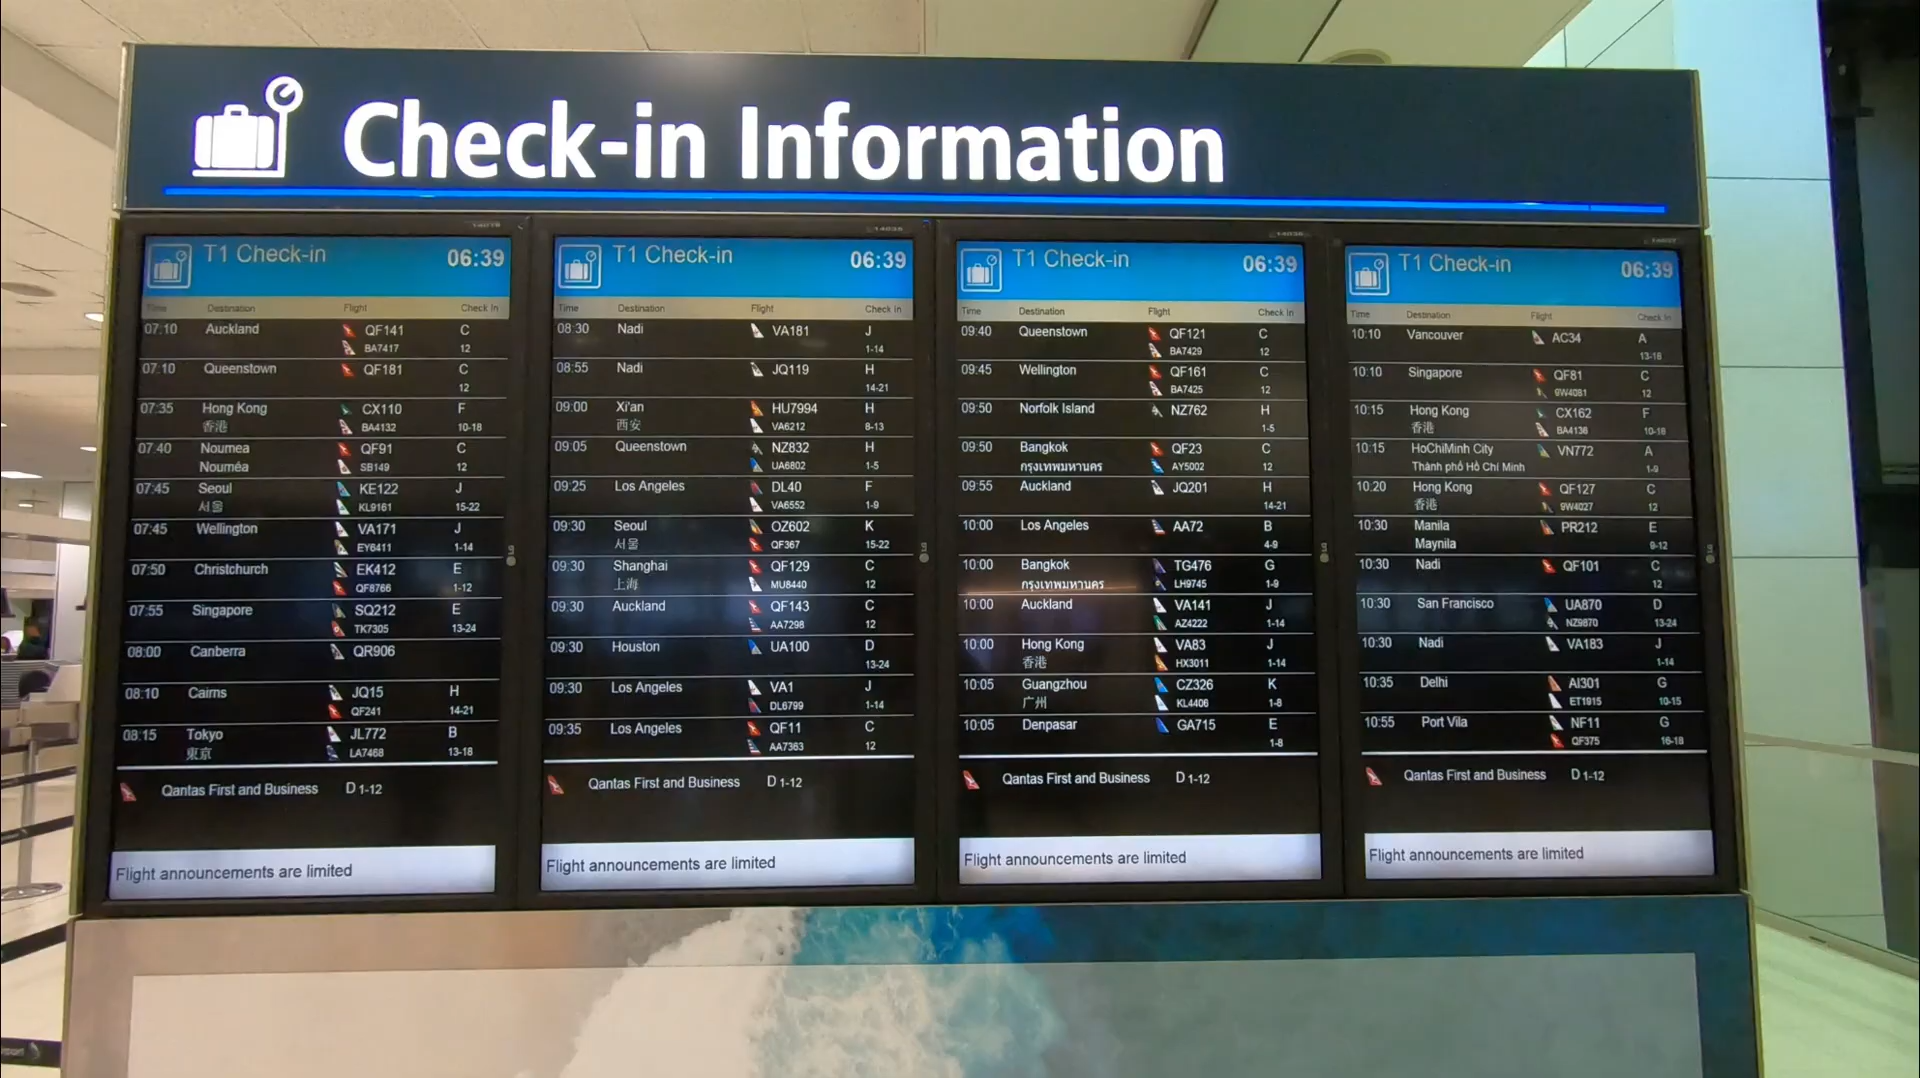 Check-in Information
T1 Check-in 06:39
Time Destination Flight Check In
07:10 Auckland QF141 C
BA7417 12
07:10 Queenstown QF181 C
12
07:35 Hong Kong CX110 F
香港 BA4132 10-18
07:40 Noumea QF91 C
Nouméa SB149 12
07:45 Seoul KE122 J
서울 KL9161 15-22
07:45 Wellington VA171 J
EY6411 1-14
07:50 Christchurch EK412 E
QF8766 1-12
07:55 Singapore SQ212 E
TK7305 13-24
08:00 Canberra QR906
08:10 Cairns JQ15 H
QF241 14-21
08:15 Tokyo JL772 B
東京 LA7468 13-18
Qantas First and Business D 1-12
Flight announcements are limited
T1 Check-in 06:39
Time Destination Flight Check In
08:30 Nadi VA181 J
1-14
08:55 Nadi JQ119 H
14-21
09:00 Xi'an HU7994 H
西安 VA6212 8-13
09:05 Queenstown NZ832 H
UA6802 1-5
09:25 Los Angeles DL40 F
VA6552 1-9
09:30 Seoul OZ602 K
서울 QF367 15-22
09:30 Shanghai QF129 C
上海 MU8440 12
09:30 Auckland QF143 C
AA7298 12
09:30 Houston UA100 D
13-24
09:30 Los Angeles VA1 J
DL6799 1-14
09:35 Los Angeles QF11 C
AA7363 12
Qantas First and Business D 1-12
Flight announcements are limited
T1 Check-in 06:39
Time Destination Flight Check In
09:40 Queenstown QF121 C
BA7429 12
09:45 Wellington QF161 C
BA7425 12
09:50 Norfolk Island NZ762 H
1-5
09:50 Bangkok QF23 C
กรุงเทพมหานคร AY5002 12
09:55 Auckland JQ201 H
14-21
10:00 Los Angeles AA72 B
4-9
10:00 Bangkok TG476 G
กรุงเทพมหานคร LH9745 1-9
10:00 Auckland VA141 J
AZ4222 1-14
10:00 Hong Kong VA83 J
香港 HX3011 1-14
10:05 Guangzhou CZ326 K
广州 KL4406 1-8
10:05 Denpasar GA715 E
1-8
Qantas First and Business D 1-12
Flight announcements are limited
T1 Check-in 06:39
Time Destination Flight Check In
10:10 Vancouver AC34 A
13-18
10:10 Singapore QF81 C
9W4081 12
10:15 Hong Kong CX162 F
香港 BA4136 10-18
10:15 HoChiMinh City VN772 A
Thành phố Hồ Chí Minh 1-9
10:20 Hong Kong QF127 C
香港 9W4027 12
10:30 Manila PR212 E
Maynila 9-12
10:30 Nadi QF101 C
12
10:30 San Francisco UA870 D
NZ9870 13-24
10:30 Nadi VA183 J
1-14
10:35 Delhi AI301 G
ET1915 10-15
10:55 Port Vila NF11 G
QF375 16-18
Qantas First and Business D 1-12
Flight announcements are limited